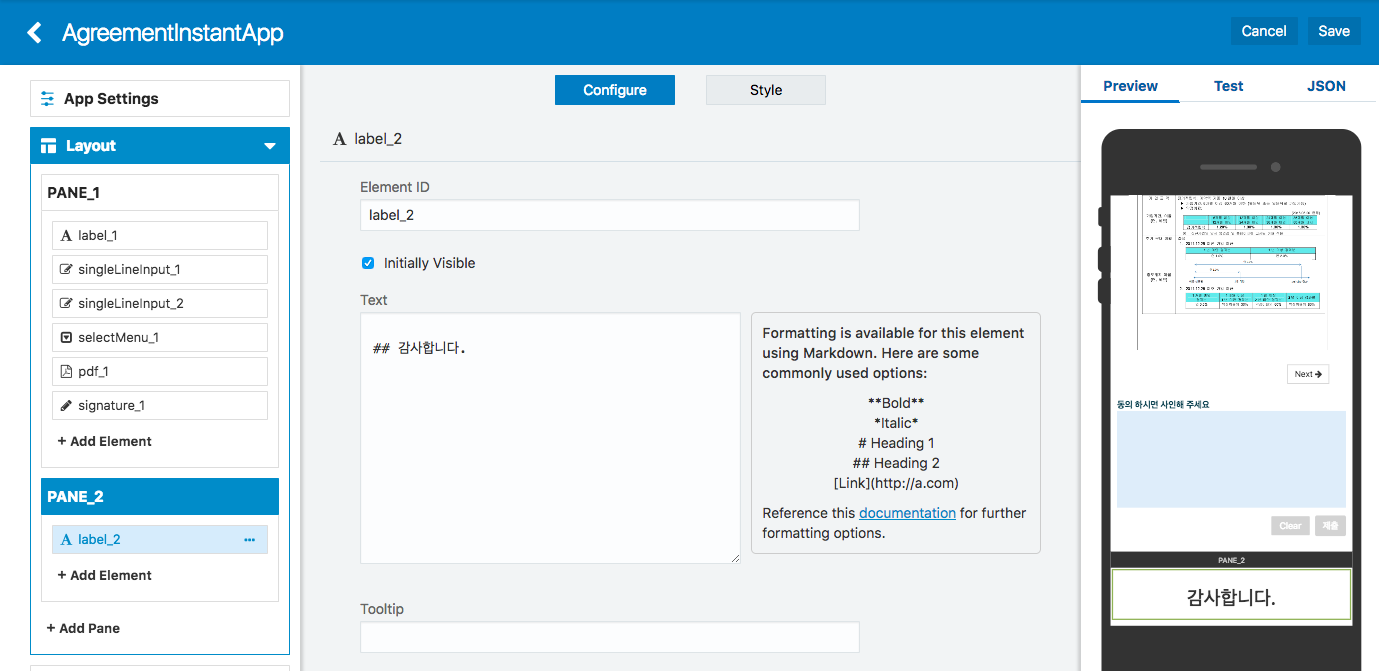 AgreementInstantApp
Cancel
Save
App Settings
Layout
PANE_1
label_1
singleLineInput_1
singleLineInput_2
selectMenu_1
pdf_1
signature_1
+ Add Element
PANE_2
label_2
+ Add Element
+ Add Pane
Configure
Style
label_2
Element ID
label_2
Initially Visible
Text
## 감사합니다.
Formatting is available for this element
using Markdown. Here are some
commonly used options:
**Bold**
*Italic*
# Heading 1
## Heading 2
[Link](http://a.com)
Reference this documentation for further
formatting options.
Tooltip
Preview
Test
JSON
Next
동의 하시면 사인해 주세요
Clear
제출
PANE_2
감사합니다.